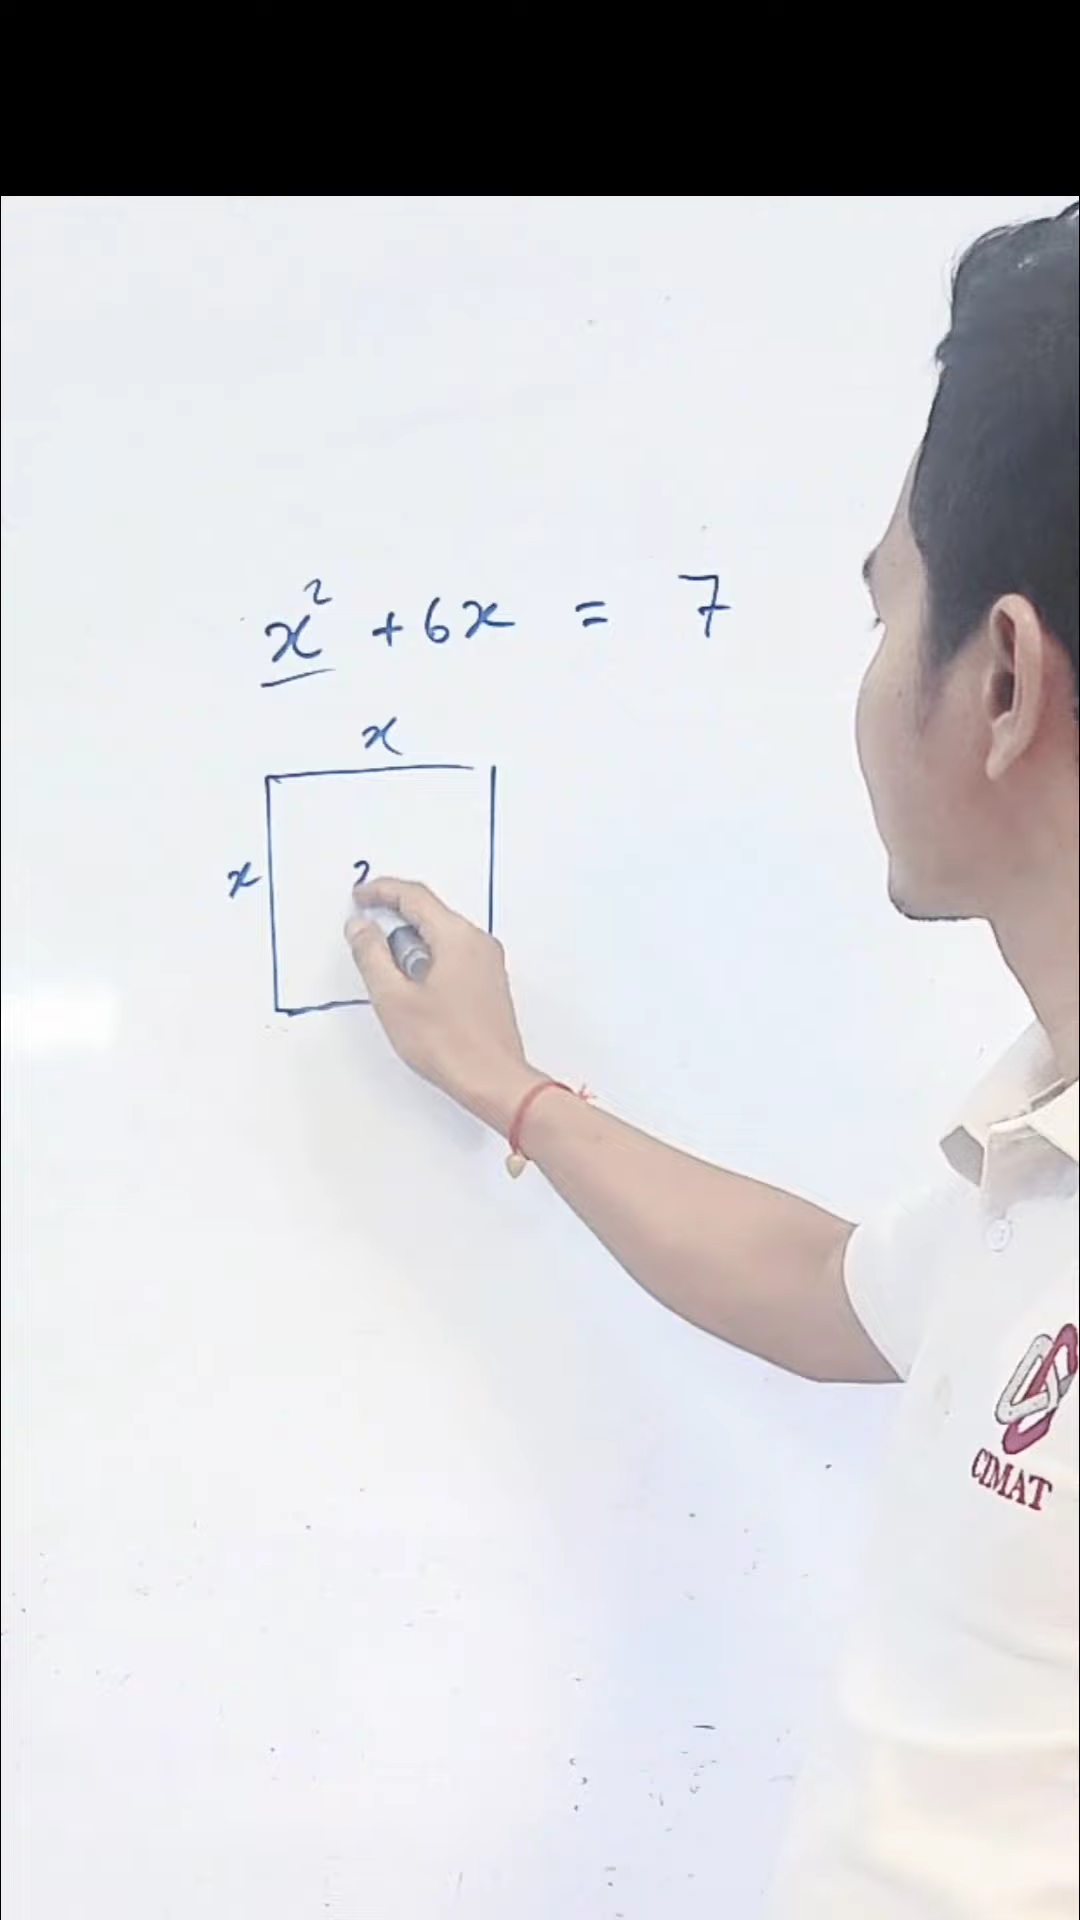 x² + 6x = 7
x
x
CIMAT